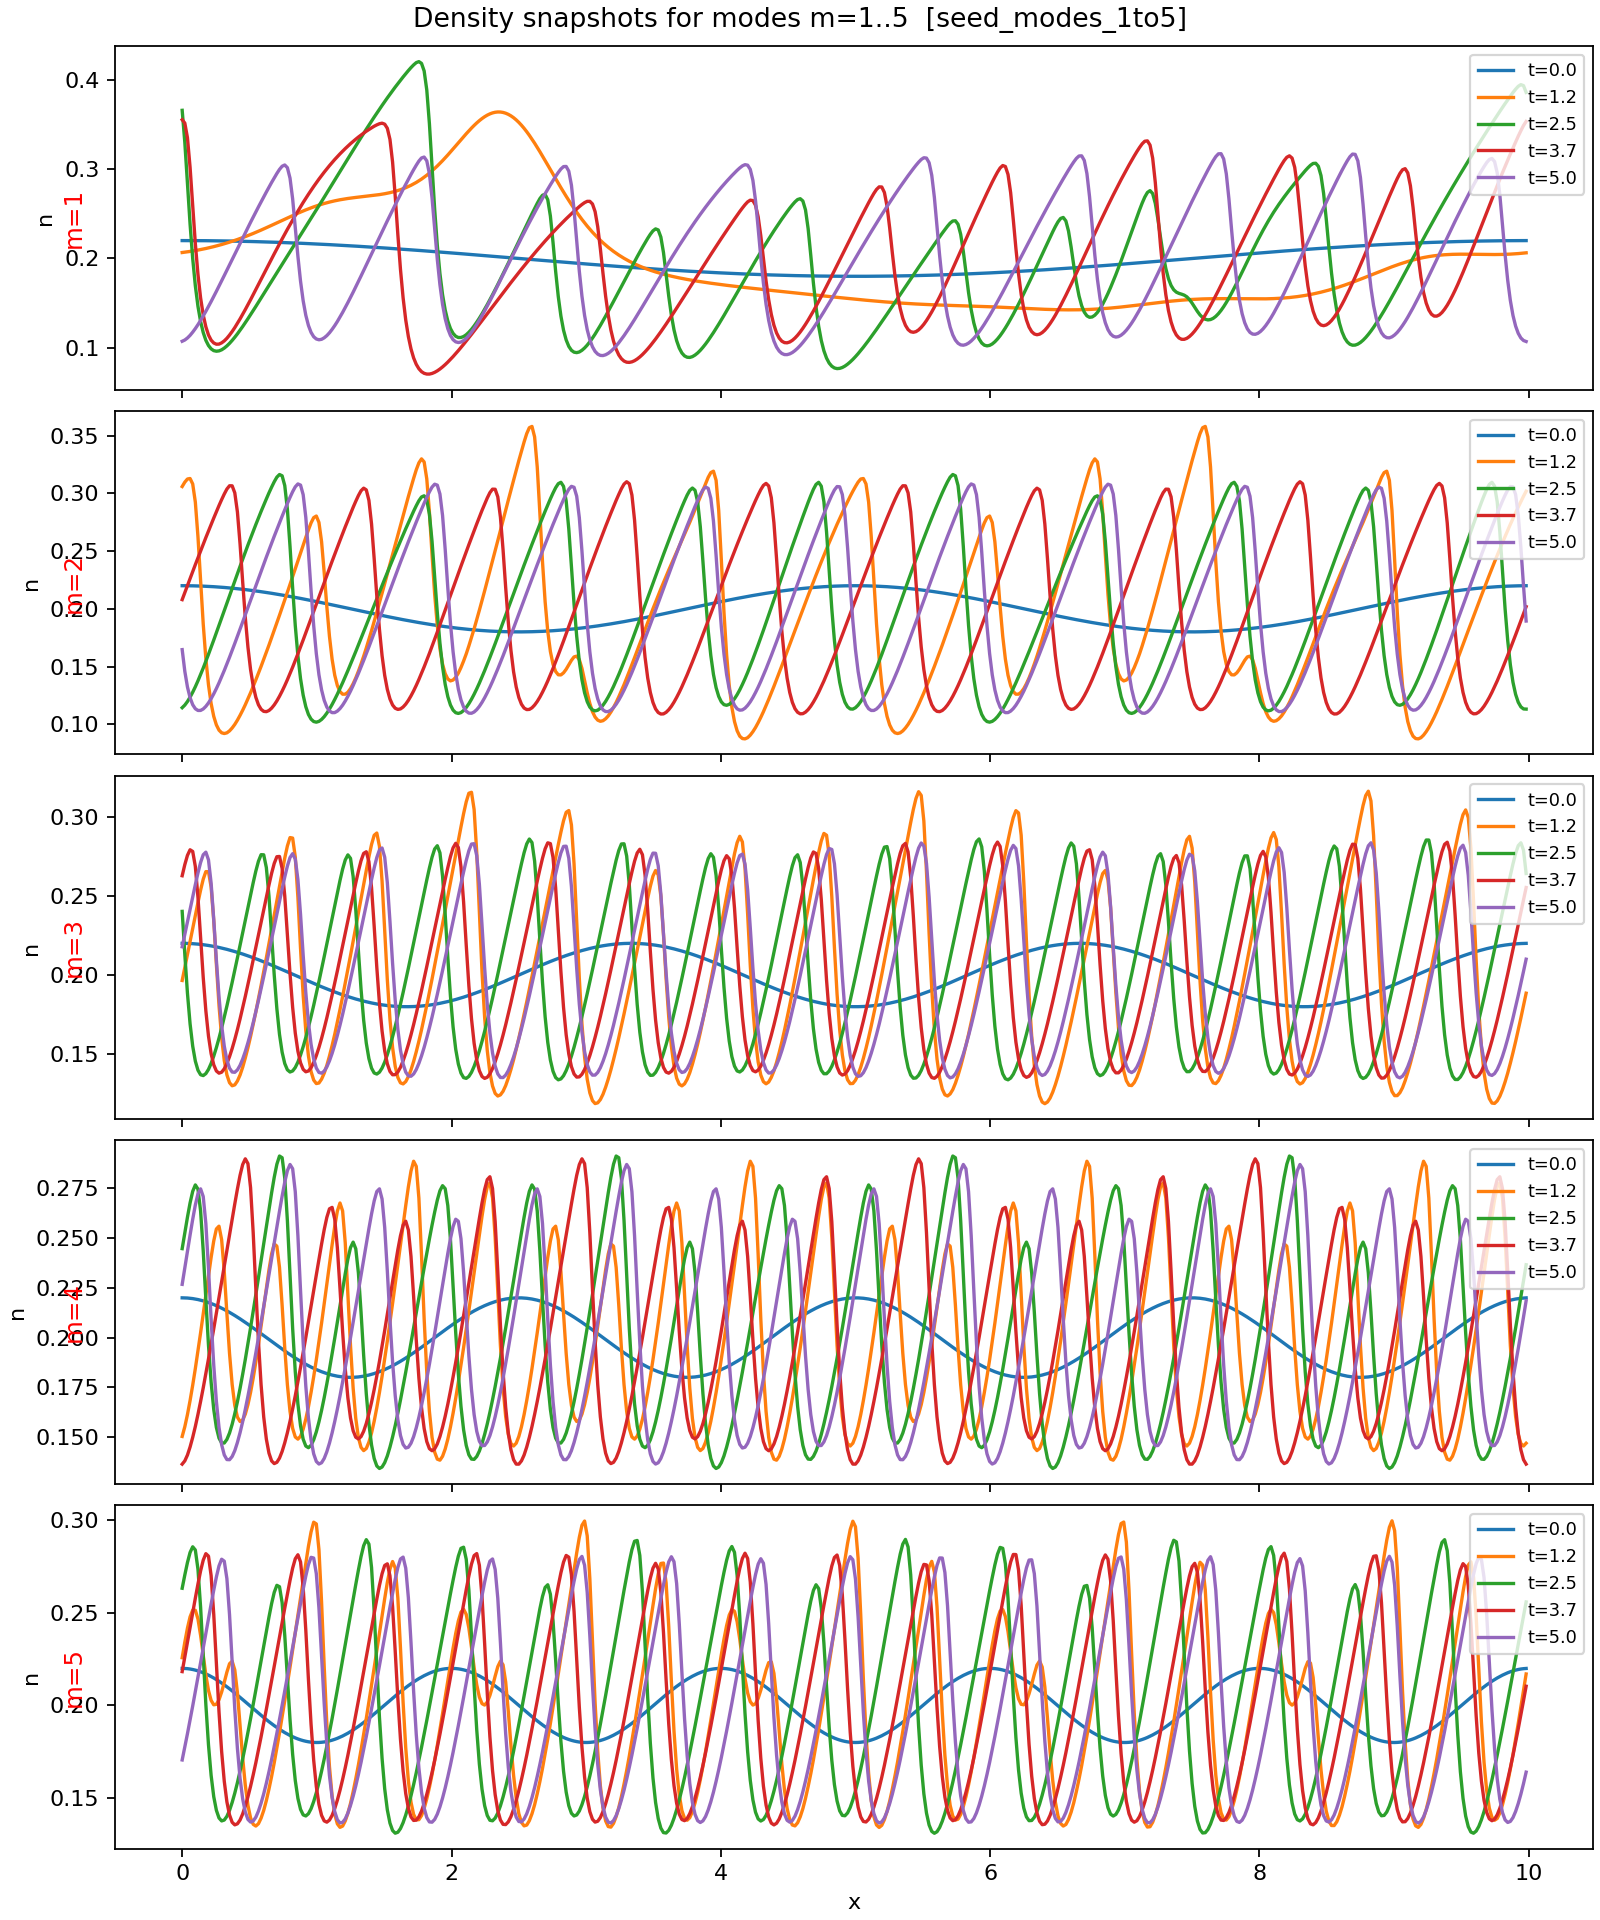 Density snapshots for modes m=1..5  [seed_modes_1to5]
0.4
0.3
0.2
0.1
n
m=1
t=0.0
t=1.2
t=2.5
t=3.7
t=5.0
0.35
0.30
0.25
0.20
0.15
0.10
n
m=2
t=0.0
t=1.2
t=2.5
t=3.7
t=5.0
0.30
0.25
0.20
0.15
n
m=3
t=0.0
t=1.2
t=2.5
t=3.7
t=5.0
0.275
0.250
0.225
0.200
0.175
0.150
n
m=4
t=0.0
t=1.2
t=2.5
t=3.7
t=5.0
0.30
0.25
0.20
0.15
n
m=5
t=0.0
t=1.2
t=2.5
t=3.7
t=5.0
0 2 4 6 8 10
x